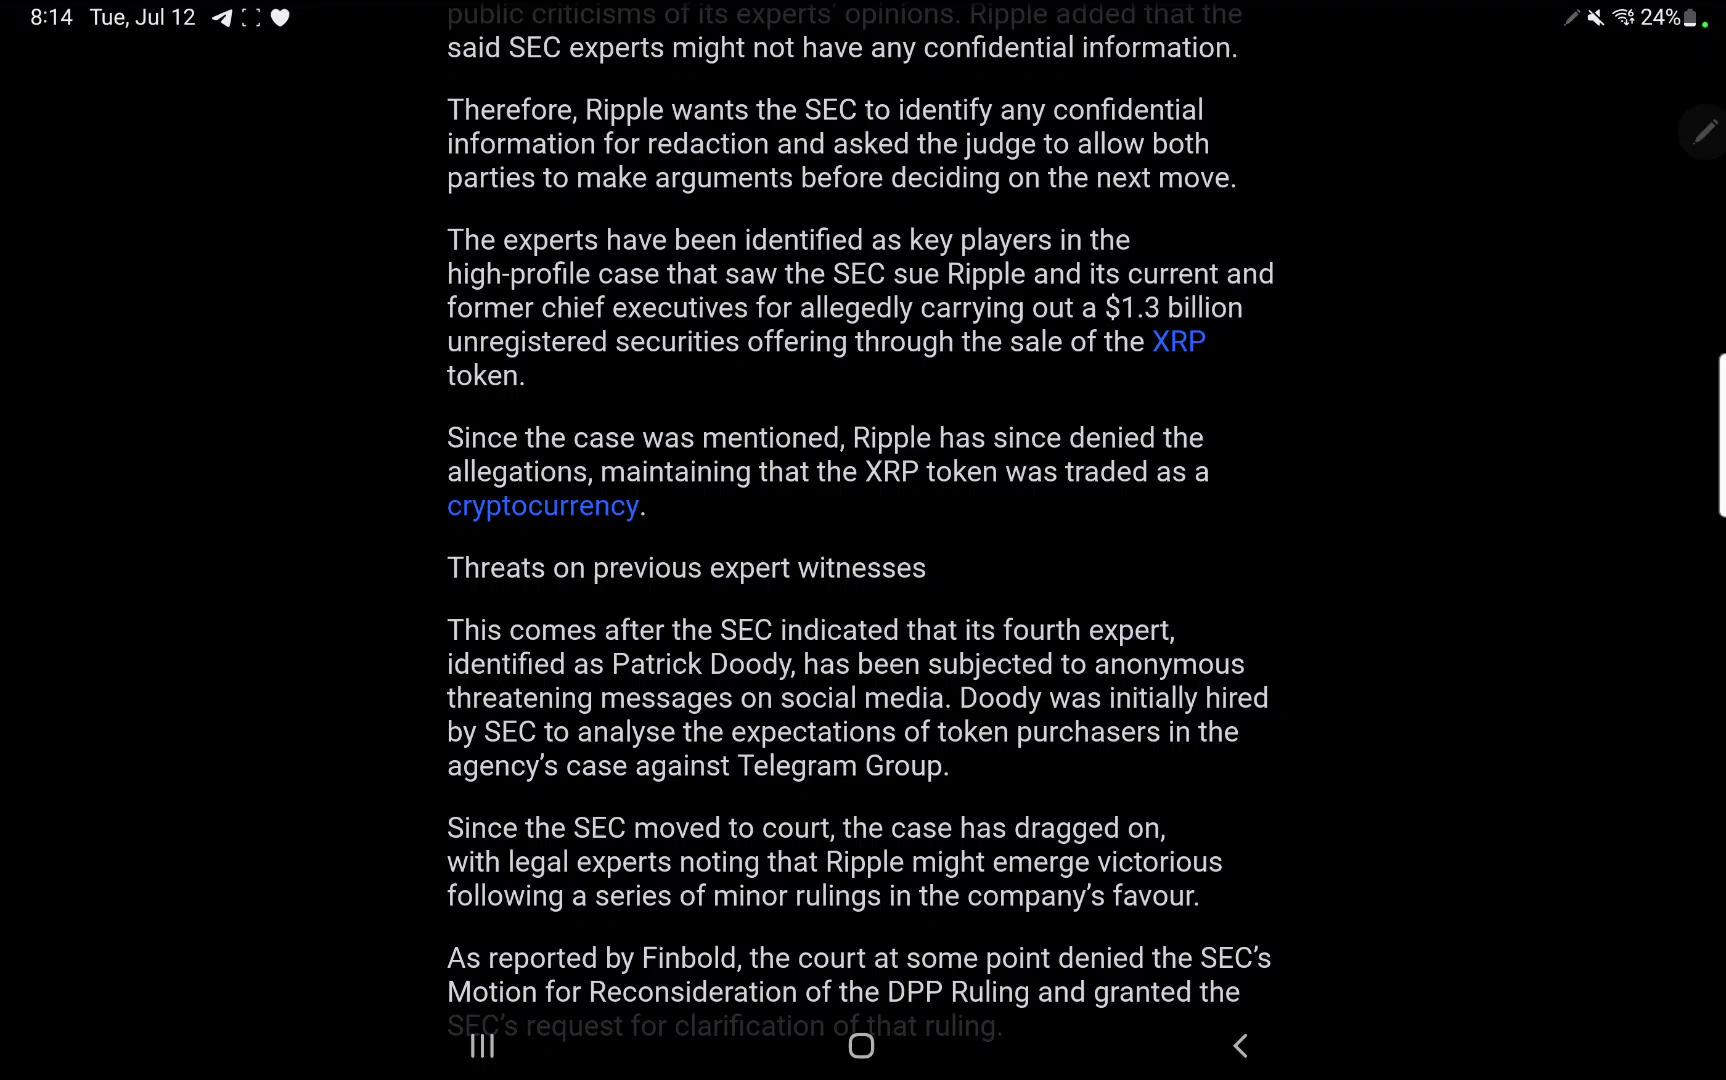 8:14 Tue, Jul 12 24%
public criticisms of its experts' opinions. Ripple added that the
said SEC experts might not have any confidential information.
Therefore, Ripple wants the SEC to identify any confidential
information for redaction and asked the judge to allow both
parties to make arguments before deciding on the next move.
The experts have been identified as key players in the
high-profile case that saw the SEC sue Ripple and its current and
former chief executives for allegedly carrying out a $1.3 billion
unregistered securities offering through the sale of the XRP
token.
Since the case was mentioned, Ripple has since denied the
allegations, maintaining that the XRP token was traded as a
cryptocurrency.
Threats on previous expert witnesses
This comes after the SEC indicated that its fourth expert,
identified as Patrick Doody, has been subjected to anonymous
threatening messages on social media. Doody was initially hired
by SEC to analyse the expectations of token purchasers in the
agency’s case against Telegram Group.
Since the SEC moved to court, the case has dragged on,
with legal experts noting that Ripple might emerge victorious
following a series of minor rulings in the company’s favour.
As reported by Finbold, the court at some point denied the SEC’s
Motion for Reconsideration of the DPP Ruling and granted the
SEC’s request for clarification of that ruling.